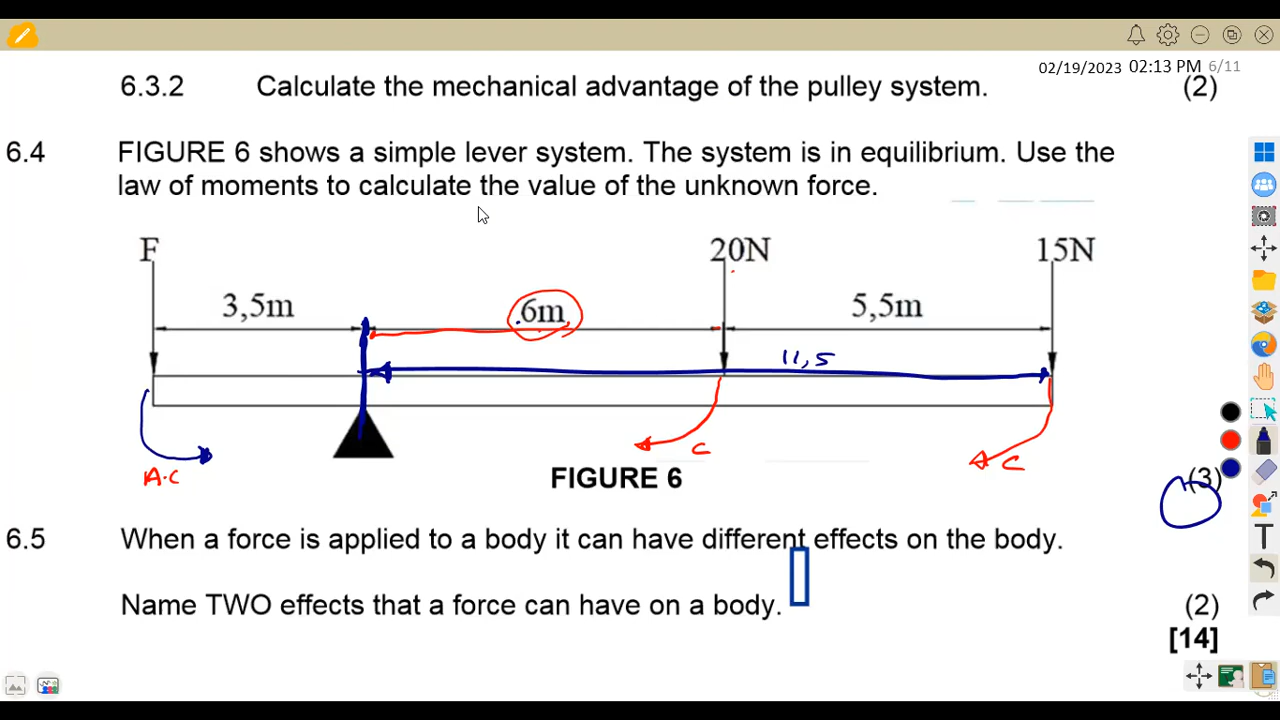 02/19/2023 02:13 PM 6/11
6.3.2 Calculate the mechanical advantage of the pulley system. (2)
6.4 FIGURE 6 shows a simple lever system. The system is in equilibrium. Use the
law of moments to calculate the value of the unknown force.
F 20N 15N
3,5m 6m 5,5m
11,5
A.C C C
FIGURE 6 (3)
6.5 When a force is applied to a body it can have different effects on the body.
Name TWO effects that a force can have on a body. (2)
[14]
T